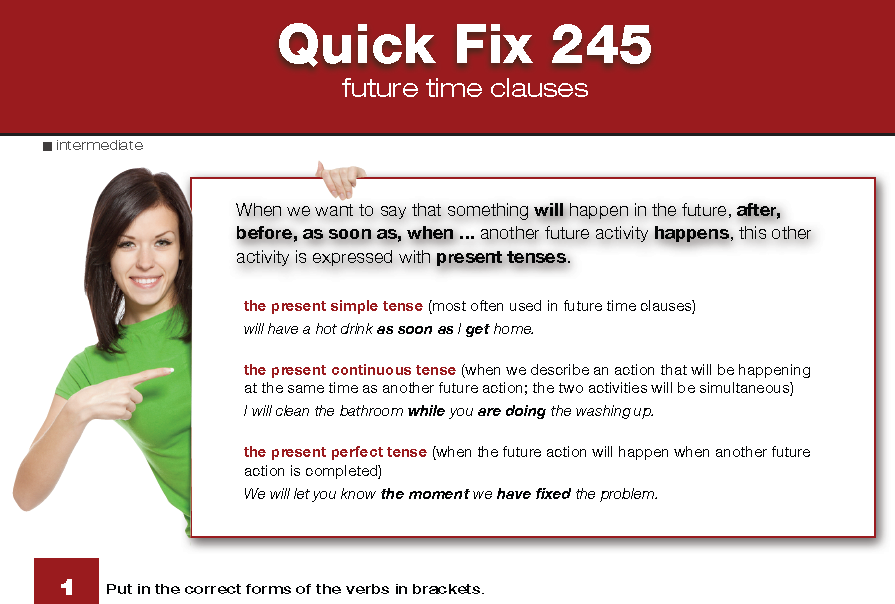 Quick Fix 245
future time clauses
■ intermediate
When we want to say that something will happen in the future, after,
before, as soon as, when ... another future activity happens, this other
activity is expressed with present tenses.
the present simple tense (most often used in future time clauses)
will have a hot drink as soon as I get home.
the present continuous tense (when we describe an action that will be happening
at the same time as another future action; the two activities will be simultaneous)
I will clean the bathroom while you are doing the washing up.
the present perfect tense (when the future action will happen when another future
action is completed)
We will let you know the moment we have fixed the problem.
1 Put in the correct forms of the verbs in brackets.